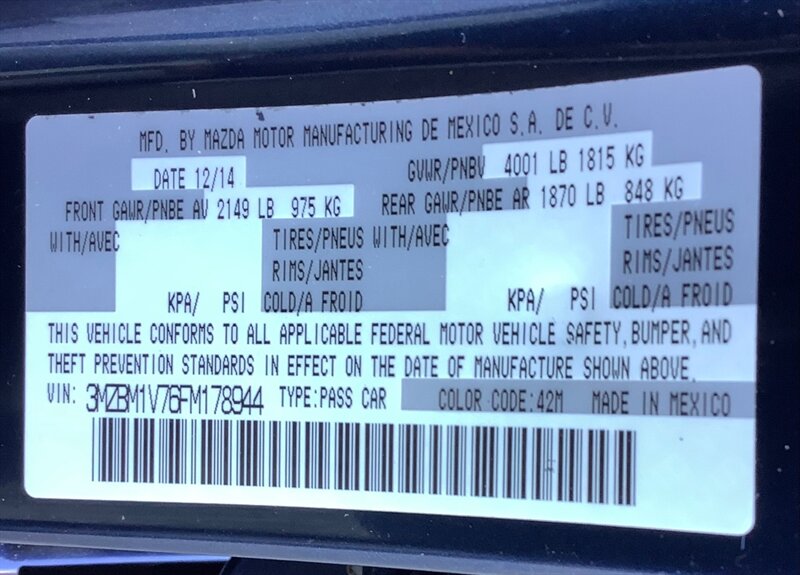 MFD. BY MAZDA MOTOR MANUFACTURING DE MEXICO S.A. DE C.V.
DATE 12/14 GVWR/PNBV 4001 LB 1815 KG
FRONT GAWR/PNBE AV 2149 LB 975 KG REAR GAWR/PNBE AR 1870 LB 848 KG
WITH/AVEC TIRES/PNEUS WITH/AVEC TIRES/PNEUS
RIMS/JANTES RIMS/JANTES
KPA/ PSI COLD/A FROID KPA/ PSI COLD/A FROID
THIS VEHICLE CONFORMS TO ALL APPLICABLE FEDERAL MOTOR VEHICLE SAFETY, BUMPER, AND
THEFT PREVENTION STANDARDS IN EFFECT ON THE DATE OF MANUFACTURE SHOWN ABOVE.
VIN: 3MZBM1V76FM178944 TYPE:PASS CAR COLOR CODE:42M MADE IN MEXICO